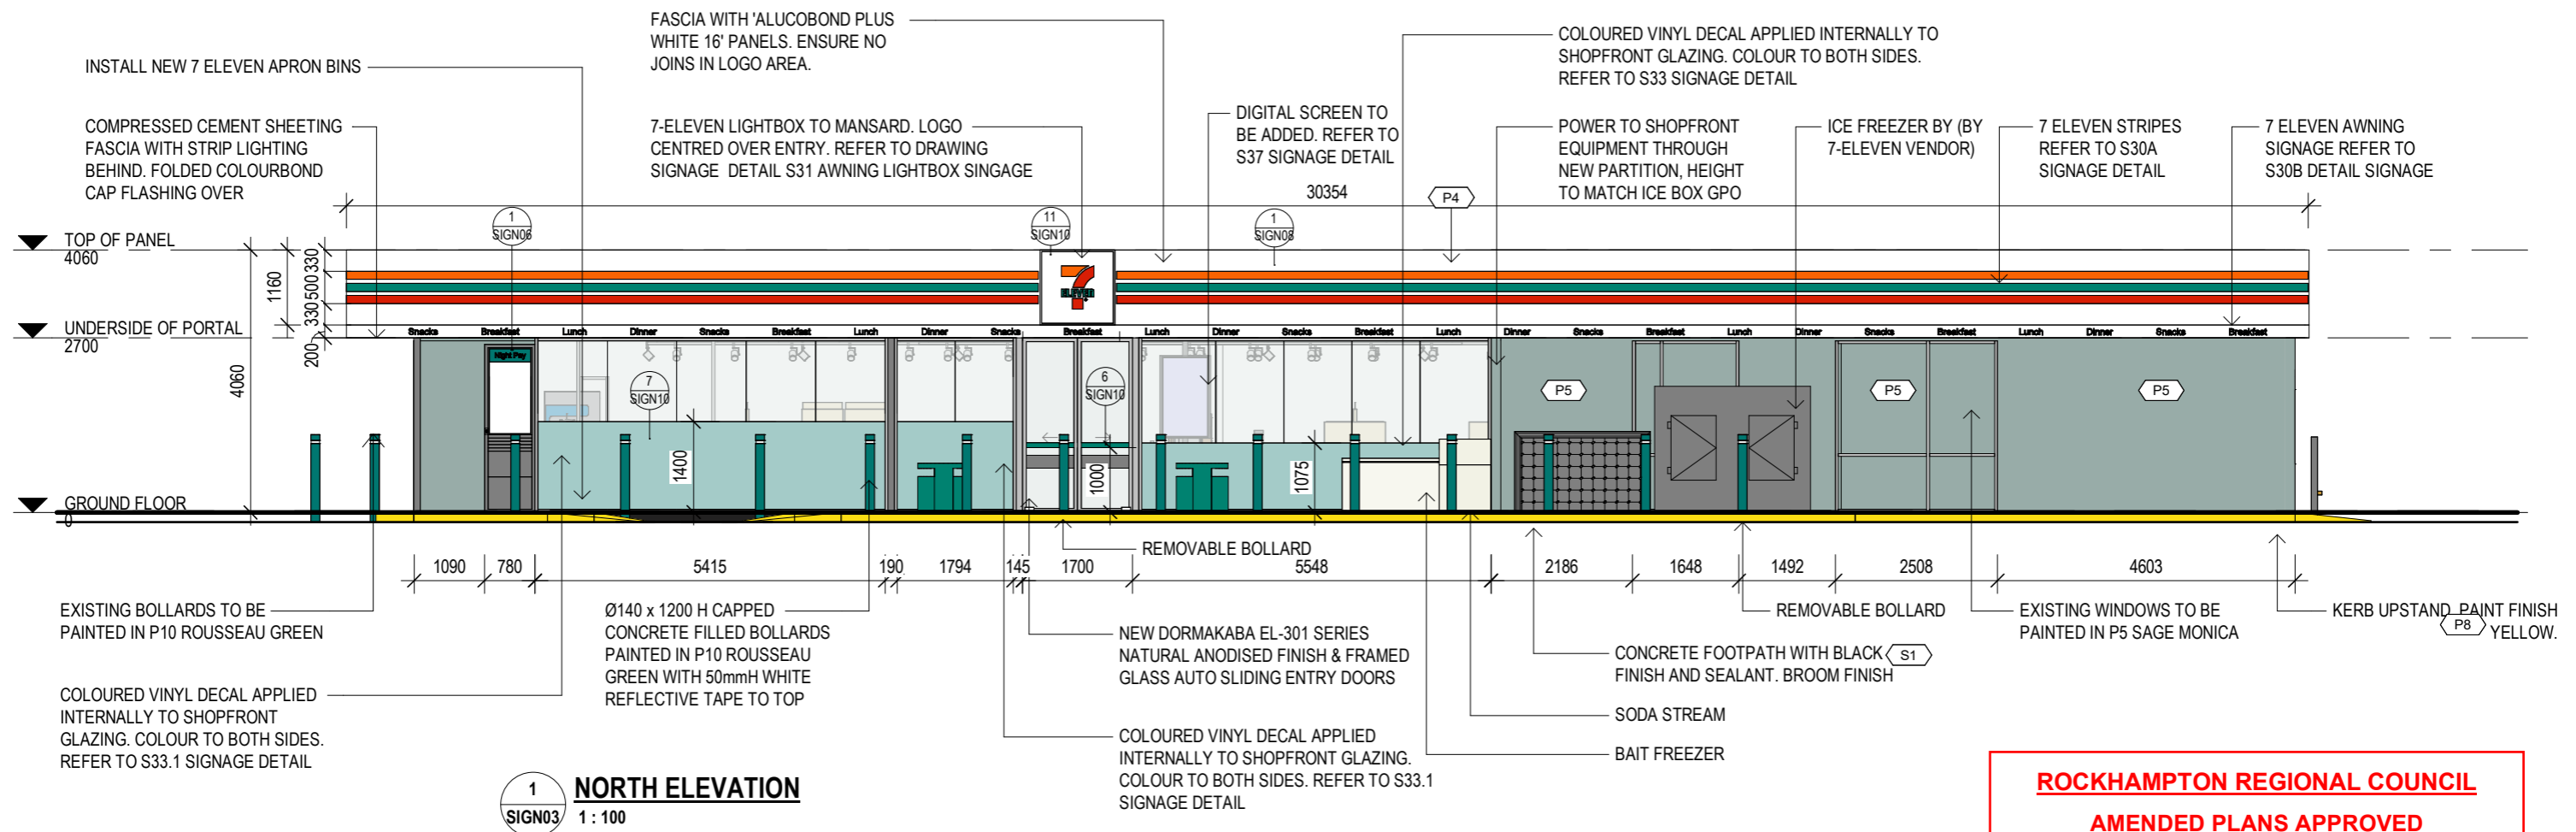 FASCIA WITH 'ALUCOBOND PLUS
WHITE 16' PANELS. ENSURE NO
JOINS IN LOGO AREA.
COLOURED VINYL DECAL APPLIED INTERNALLY TO
SHOPFRONT GLAZING. COLOUR TO BOTH SIDES.
REFER TO S33 SIGNAGE DETAIL
INSTALL NEW 7 ELEVEN APRON BINS
COMPRESSED CEMENT SHEETING
FASCIA WITH STRIP LIGHTING
BEHIND. FOLDED COLOURBOND
CAP FLASHING OVER
7-ELEVEN LIGHTBOX TO MANSARD. LOGO
CENTRED OVER ENTRY. REFER TO DRAWING
SIGNAGE DETAIL S31 AWNING LIGHTBOX SINGAGE
DIGITAL SCREEN TO
BE ADDED. REFER TO
S37 SIGNAGE DETAIL
POWER TO SHOPFRONT
EQUIPMENT THROUGH
NEW PARTITION, HEIGHT
TO MATCH ICE BOX GPO
ICE FREEZER BY (BY
7-ELEVEN VENDOR)
7 ELEVEN STRIPES
REFER TO S30A
SIGNAGE DETAIL
7 ELEVEN AWNING
SIGNAGE REFER TO
S30B DETAIL SIGNAGE
30354
P4
1
SIGN06
11
SIGN10
1
SIGN08
TOP OF PANEL
4060
1160
330
500
330
200
4060
7
ELEVEN
UNDERSIDE OF PORTAL
2700
Snacks Breakfast Lunch Dinner Snacks Breakfast Lunch Dinner Snacks Breakfast Lunch Dinner Snacks Breakfast Lunch Dinner Snacks Breakfast Lunch Dinner Snacks Breakfast Lunch Dinner Snacks Breakfast
Night Pay
7
SIGN10
6
SIGN10
P5
P5
P5
1400
1000
1075
GROUND FLOOR
0
REMOVABLE BOLLARD
1090 780 5415 190 1794 145 1700 5548 2186 1648 1492 2508 4603
EXISTING BOLLARDS TO BE
PAINTED IN P10 ROUSSEAU GREEN
Ø140 x 1200 H CAPPED
CONCRETE FILLED BOLLARDS
PAINTED IN P10 ROUSSEAU
GREEN WITH 50mmH WHITE
REFLECTIVE TAPE TO TOP
NEW DORMAKABA EL-301 SERIES
NATURAL ANODISED FINISH & FRAMED
GLASS AUTO SLIDING ENTRY DOORS
REMOVABLE BOLLARD
EXISTING WINDOWS TO BE
PAINTED IN P5 SAGE MONICA
KERB UPSTAND PAINT FINISH
P8 YELLOW.
CONCRETE FOOTPATH WITH BLACK S1
FINISH AND SEALANT. BROOM FINISH
COLOURED VINYL DECAL APPLIED
INTERNALLY TO SHOPFRONT
GLAZING. COLOUR TO BOTH SIDES.
REFER TO S33.1 SIGNAGE DETAIL
SODA STREAM
COLOURED VINYL DECAL APPLIED
INTERNALLY TO SHOPFRONT GLAZING.
COLOUR TO BOTH SIDES. REFER TO S33.1
SIGNAGE DETAIL
BAIT FREEZER
1
SIGN03
NORTH ELEVATION
1 : 100
ROCKHAMPTON REGIONAL COUNCIL
AMENDED PLANS APPROVED